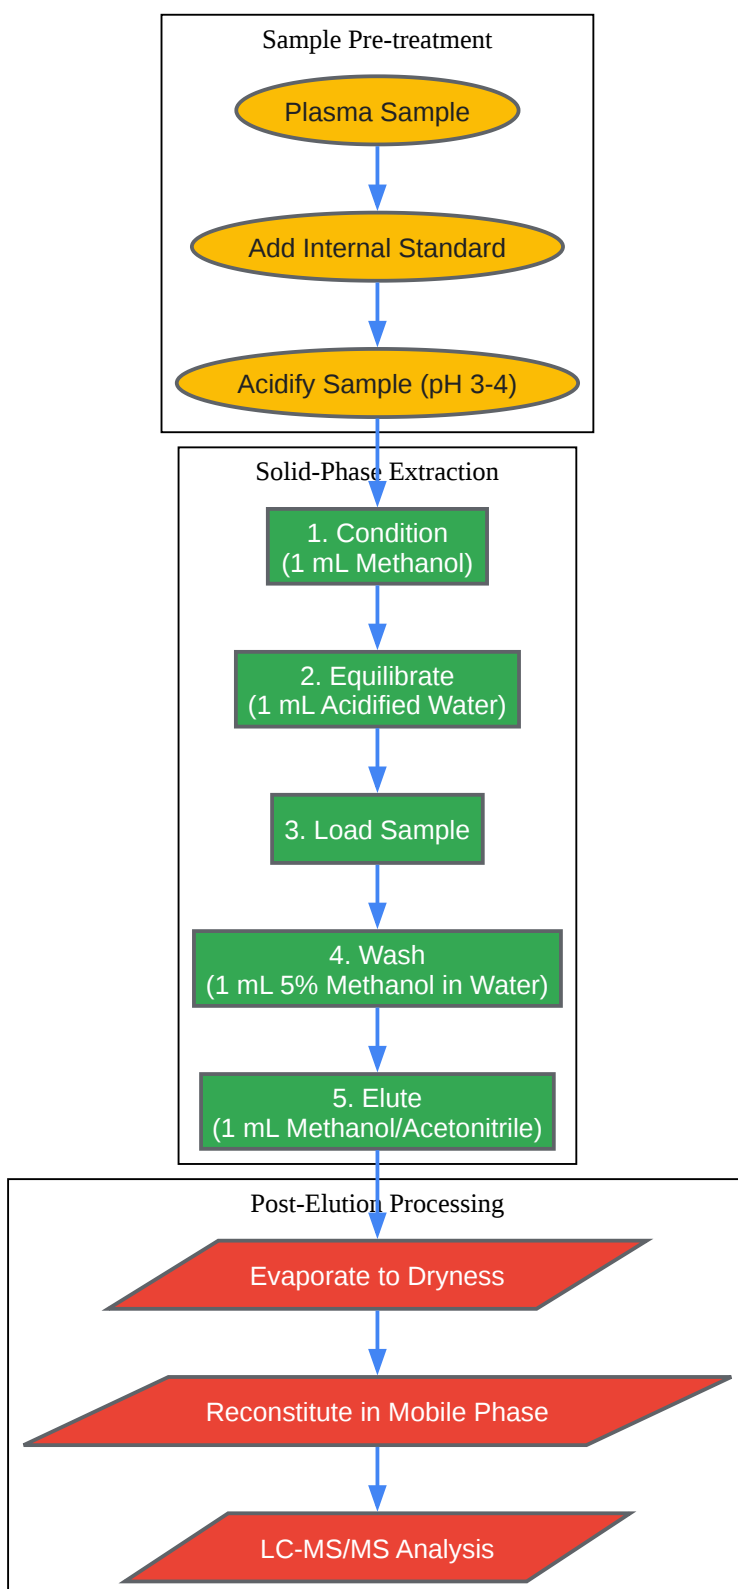 Sample Pre-treatment
Plasma Sample
Add Internal Standard
Acidify Sample (pH 3-4)
Solid-Phase Extraction
1. Condition
(1 mL Methanol)
2. Equilibrate
(1 mL Acidified Water)
3. Load Sample
4. Wash
(1 mL 5% Methanol in Water)
5. Elute
(1 mL Methanol/Acetonitrile)
Post-Elution Processing
Evaporate to Dryness
Reconstitute in Mobile Phase
LC-MS/MS Analysis